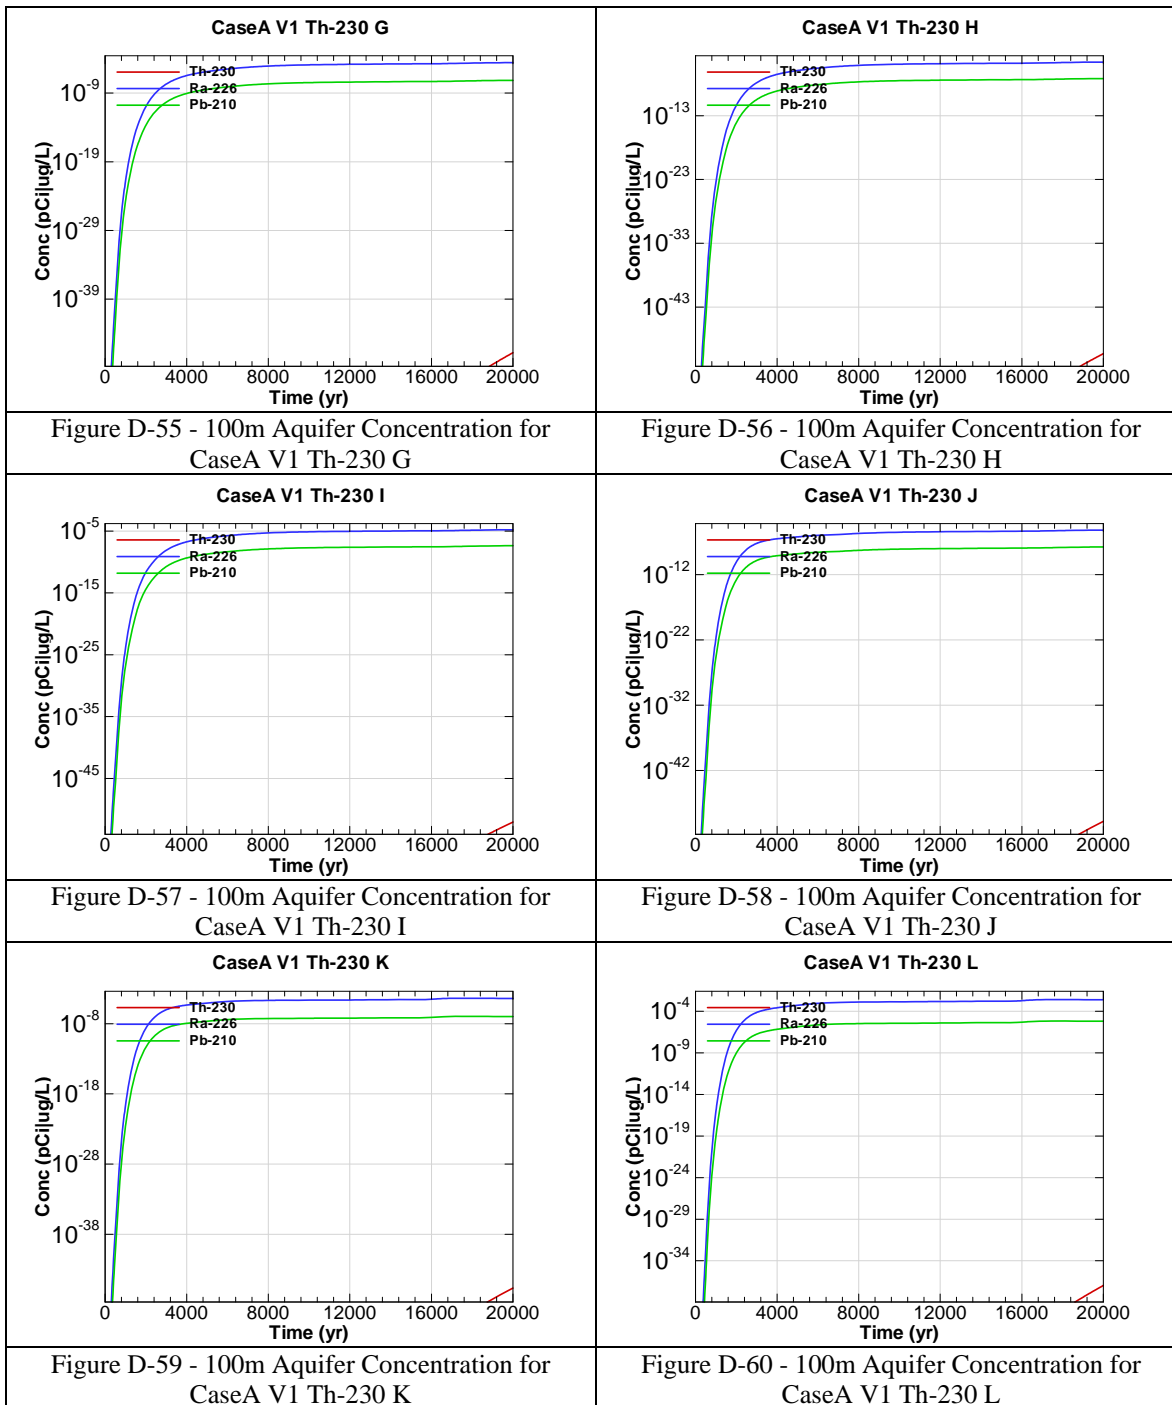 CaseA V1 Th-230 G
Th-230
Ra-226
Pb-210
10-9
10-19
10-29
10-39
Conc (pCi|ug/L)
0 4000 8000 12000 16000 20000
Time (yr)
Figure D-55 - 100m Aquifer Concentration for
CaseA V1 Th-230 G
CaseA V1 Th-230 H
Th-230
Ra-226
Pb-210
10-13
10-23
10-33
10-43
Conc (pCi|ug/L)
0 4000 8000 12000 16000 20000
Time (yr)
Figure D-56 - 100m Aquifer Concentration for
CaseA V1 Th-230 H
CaseA V1 Th-230 I
Th-230
Ra-226
Pb-210
10-5
10-15
10-25
10-35
10-45
Conc (pCi|ug/L)
0 4000 8000 12000 16000 20000
Time (yr)
Figure D-57 - 100m Aquifer Concentration for
CaseA V1 Th-230 I
CaseA V1 Th-230 J
Th-230
Ra-226
Pb-210
10-12
10-22
10-32
10-42
Conc (pCi|ug/L)
0 4000 8000 12000 16000 20000
Time (yr)
Figure D-58 - 100m Aquifer Concentration for
CaseA V1 Th-230 J
CaseA V1 Th-230 K
Th-230
Ra-226
Pb-210
10-8
10-18
10-28
10-38
Conc (pCi|ug/L)
0 4000 8000 12000 16000 20000
Time (yr)
Figure D-59 - 100m Aquifer Concentration for
CaseA V1 Th-230 K
CaseA V1 Th-230 L
Th-230
Ra-226
Pb-210
10-4
10-9
10-14
10-19
10-24
10-29
10-34
Conc (pCi|ug/L)
0 4000 8000 12000 16000 20000
Time (yr)
Figure D-60 - 100m Aquifer Concentration for
CaseA V1 Th-230 L